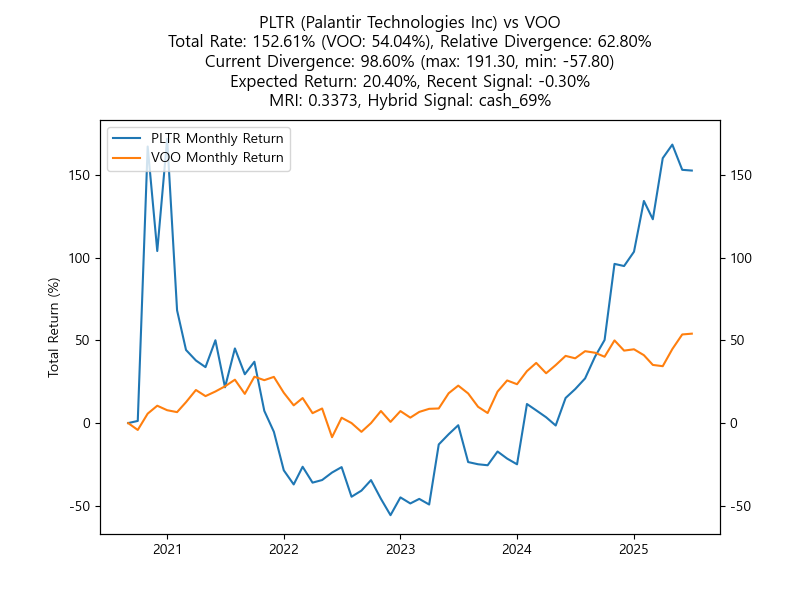 PLTR (Palantir Technologies Inc) vs VOO
Total Rate: 152.61% (VOO: 54.04%), Relative Divergence: 62.80%
Current Divergence: 98.60% (max: 191.30, min: -57.80)
Expected Return: 20.40%, Recent Signal: -0.30%
MRI: 0.3373, Hybrid Signal: cash_69%
PLTR Monthly Return
VOO Monthly Return
Total Return (%)
150
100
50
0
-50
150
100
50
0
-50
2021
2022
2023
2024
2025